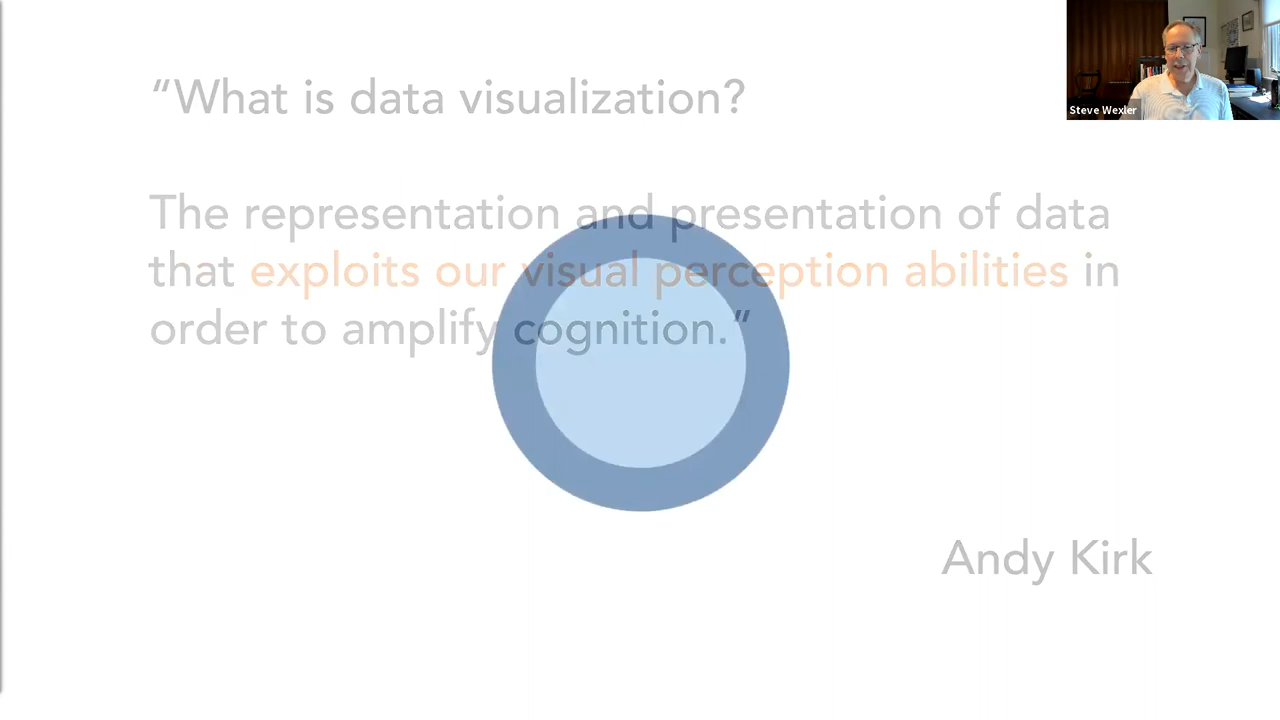 Steve Wexler
“What is data visualization?
The representation and presentation of data
that exploits our visual perception abilities in
order to amplify cognition.”
Andy Kirk